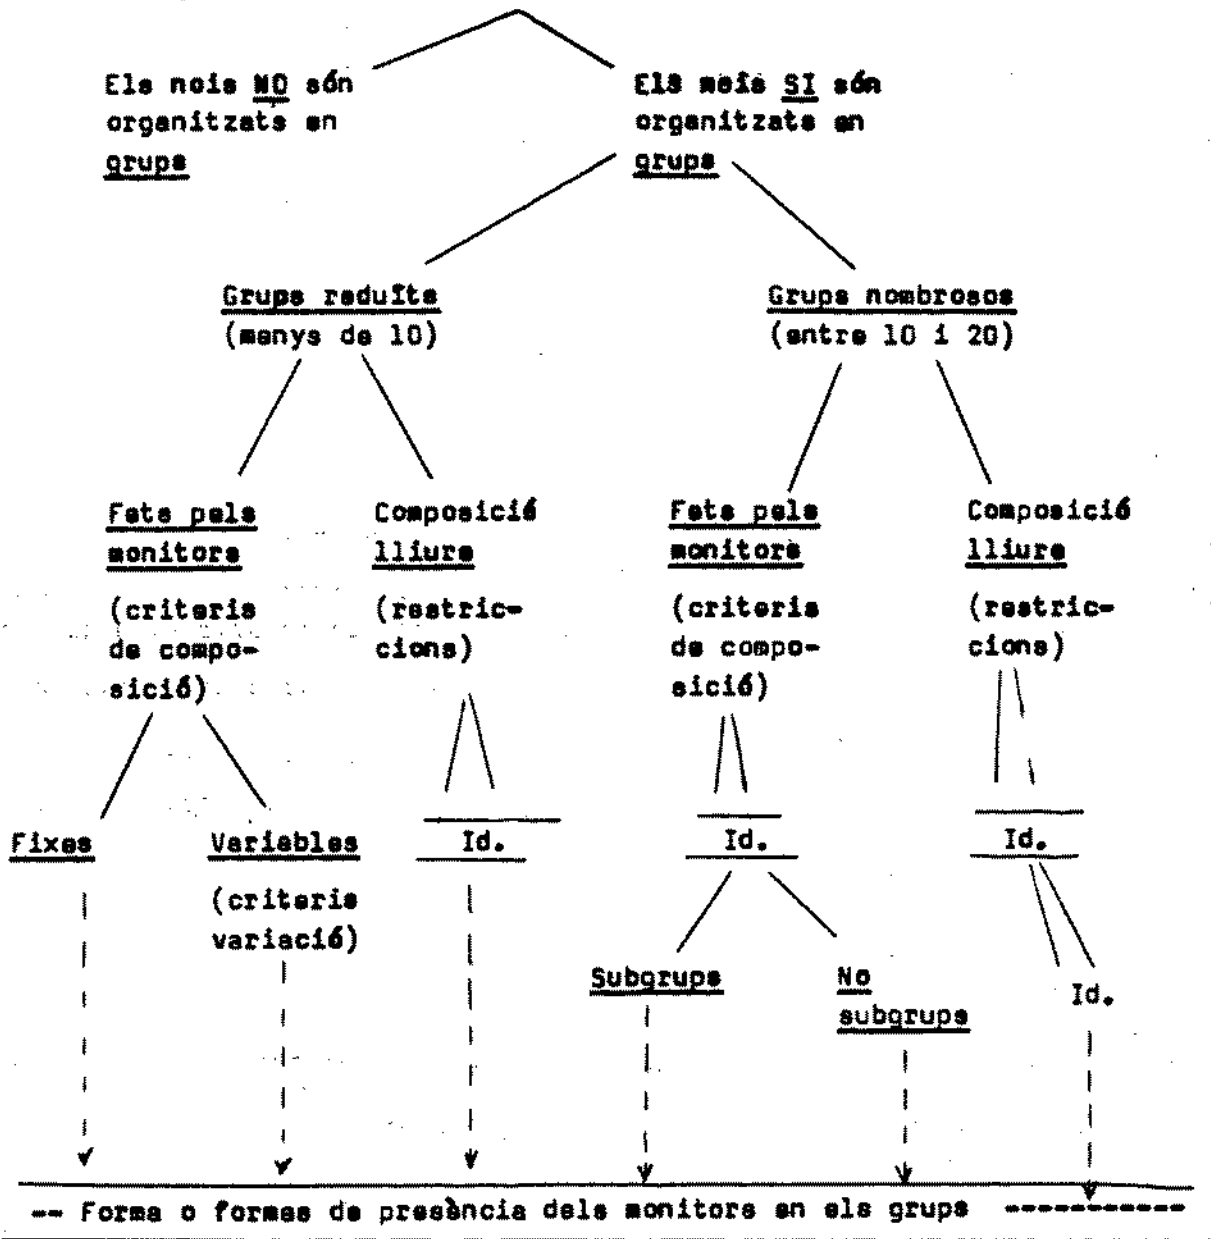 Els nois NO són
organitzats en
grups
Els nois SI són
organitzats en
grups
Grups reduïts
(menys de 10)
Grups nombrosos
(entre 10 i 20)
Fets pels
monitors
(criteris
de compo-
sició)
Composició
lliure
(restric-
cions)
Fets pels
monitors
(criteris
de compo-
sició)
Composició
lliure
(restric-
cions)
Fixes
Variables
(criteris
variació)
Id.
Id.
Id.
Subgrups
No
subgrups
Id.
-- Forma o formes de presència dels monitors en els grups -----------